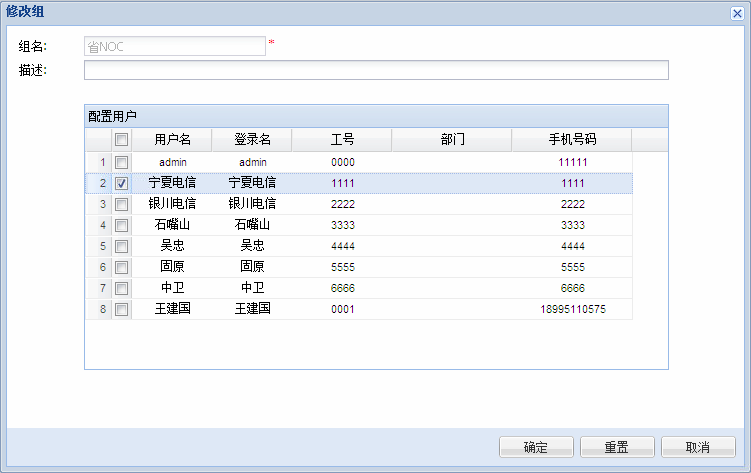 修改组
组名: 省NOC *
描述:
配置用户
用户名 登录名 工号 部门 手机号码
1 admin admin 0000 11111
2 宁夏电信 宁夏电信 1111 1111
3 银川电信 银川电信 2222 2222
4 石嘴山 石嘴山 3333 3333
5 吴忠 吴忠 4444 4444
6 固原 固原 5555 5555
7 中卫 中卫 6666 6666
8 王建国 王建国 0001 18995110575
确定 重置 取消